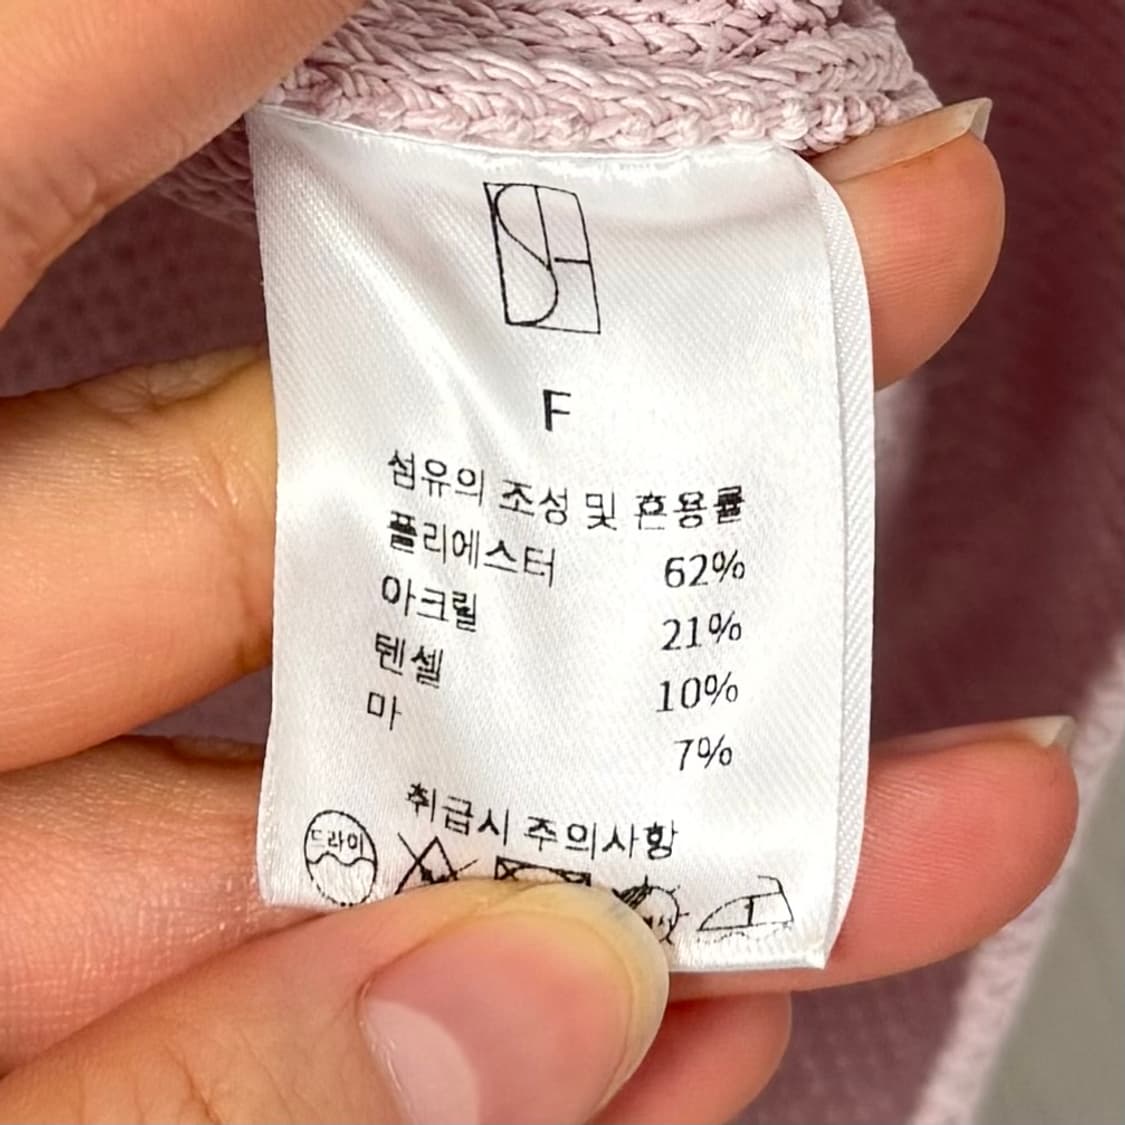 F
섬유의 조성 및 혼용률
폴리에스터 62%
아크릴 21%
텐셀 10%
마 7%
취급시 주의사항
드라이